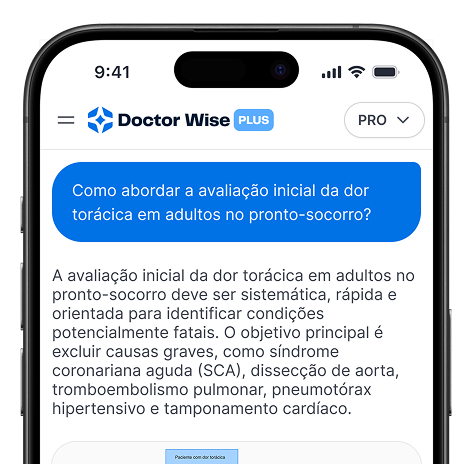 9:41
Doctor Wise PLUS
PRO
Como abordar a avaliação inicial da dor
torácica em adultos no pronto-socorro?
A avaliação inicial da dor torácica em adultos no
pronto-socorro deve ser sistemática, rápida e
orientada para identificar condições
potencialmente fatais. O objetivo principal é
excluir causas graves, como síndrome
coronariana aguda (SCA), dissecção de aorta,
tromboembolismo pulmonar, pneumotórax
hipertensivo e tamponamento cardíaco.
Paciente com dor torácica